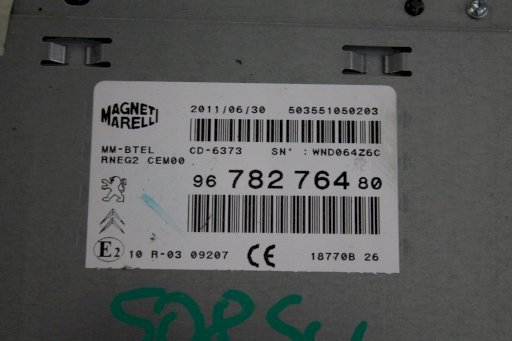 MAGNETI
MARELLI
2011/06/30 503551050203
MM-BTEL CD-6373 SN° : WND064Z6C
RNEG2 CEM00
96 782 764 80
E2 10 R-03 09207 CE 18770B 26